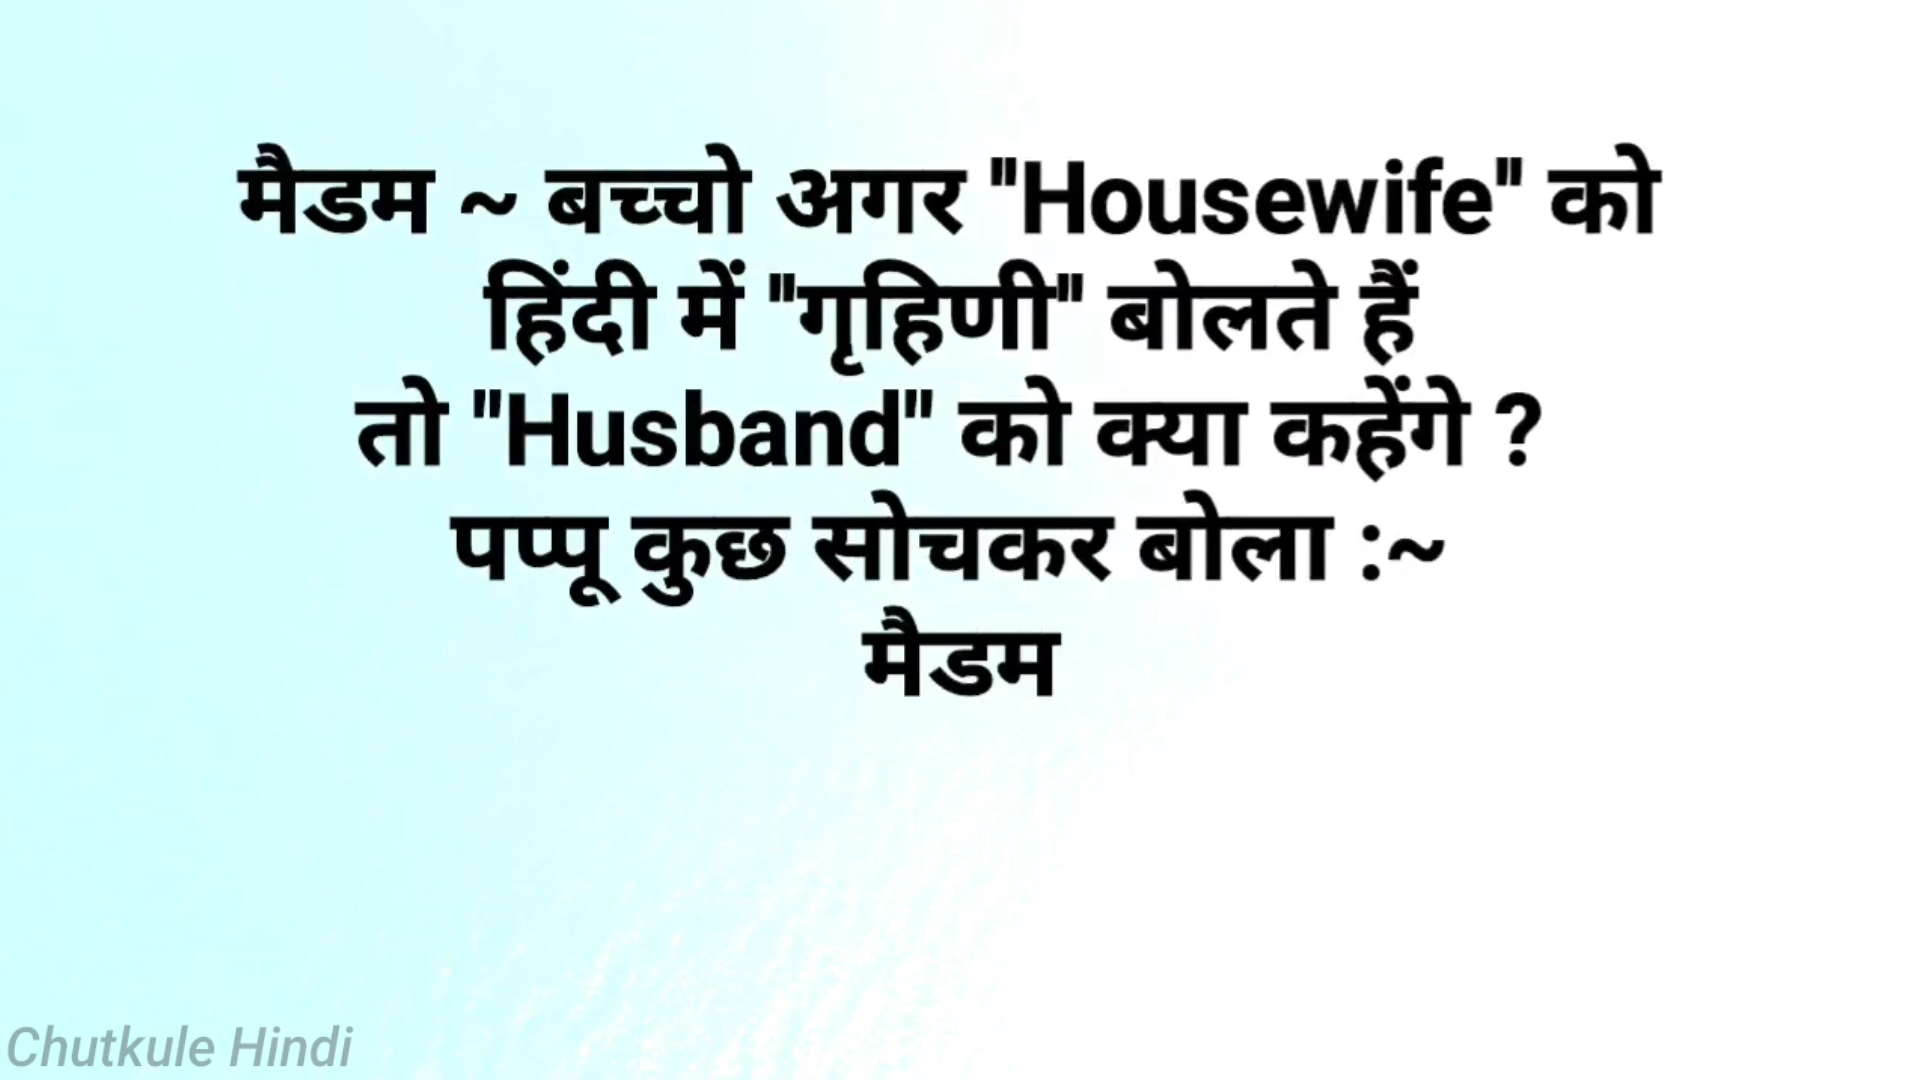 मैडम ~ बच्चो अगर "Housewife" को
हिंदी में "गृहिणी" बोलते हैं
तो "Husband" को क्या कहेंगे ?
पप्पू कुछ सोचकर बोला :~
मैडम
Chutkule Hindi